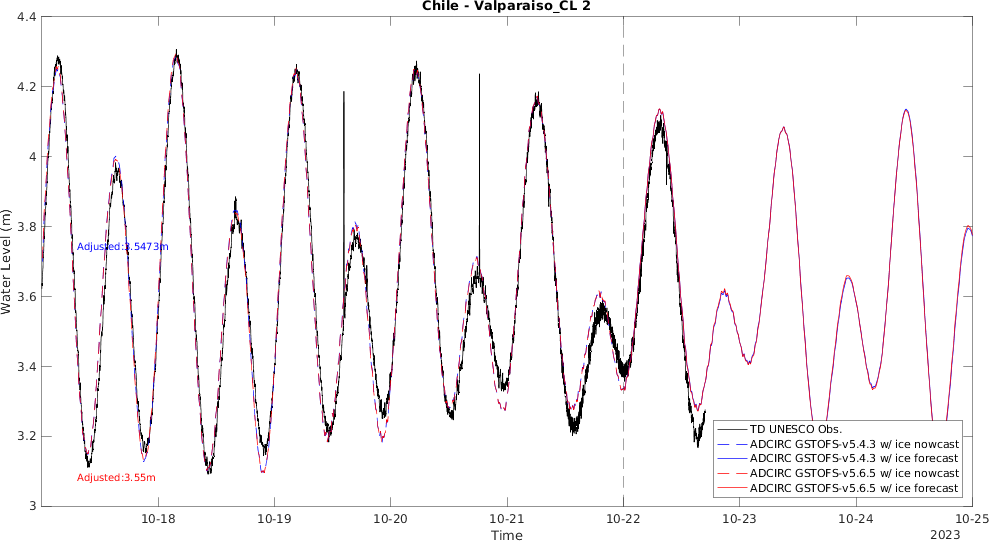 Chile - Valparaiso_CL 2
4.4
4.2
4
3.8
3.6
3.4
3.2
3
Water Level (m)
Adjusted:3.5473m
Adjusted:3.55m
TD UNESCO Obs.
ADCIRC GSTOFS-v5.4.3 w/ ice nowcast
ADCIRC GSTOFS-v5.4.3 w/ ice forecast
ADCIRC GSTOFS-v5.6.5 w/ ice nowcast
ADCIRC GSTOFS-v5.6.5 w/ ice forecast
10-18 10-19 10-20 10-21 10-22 10-23 10-24 10-25
Time
2023